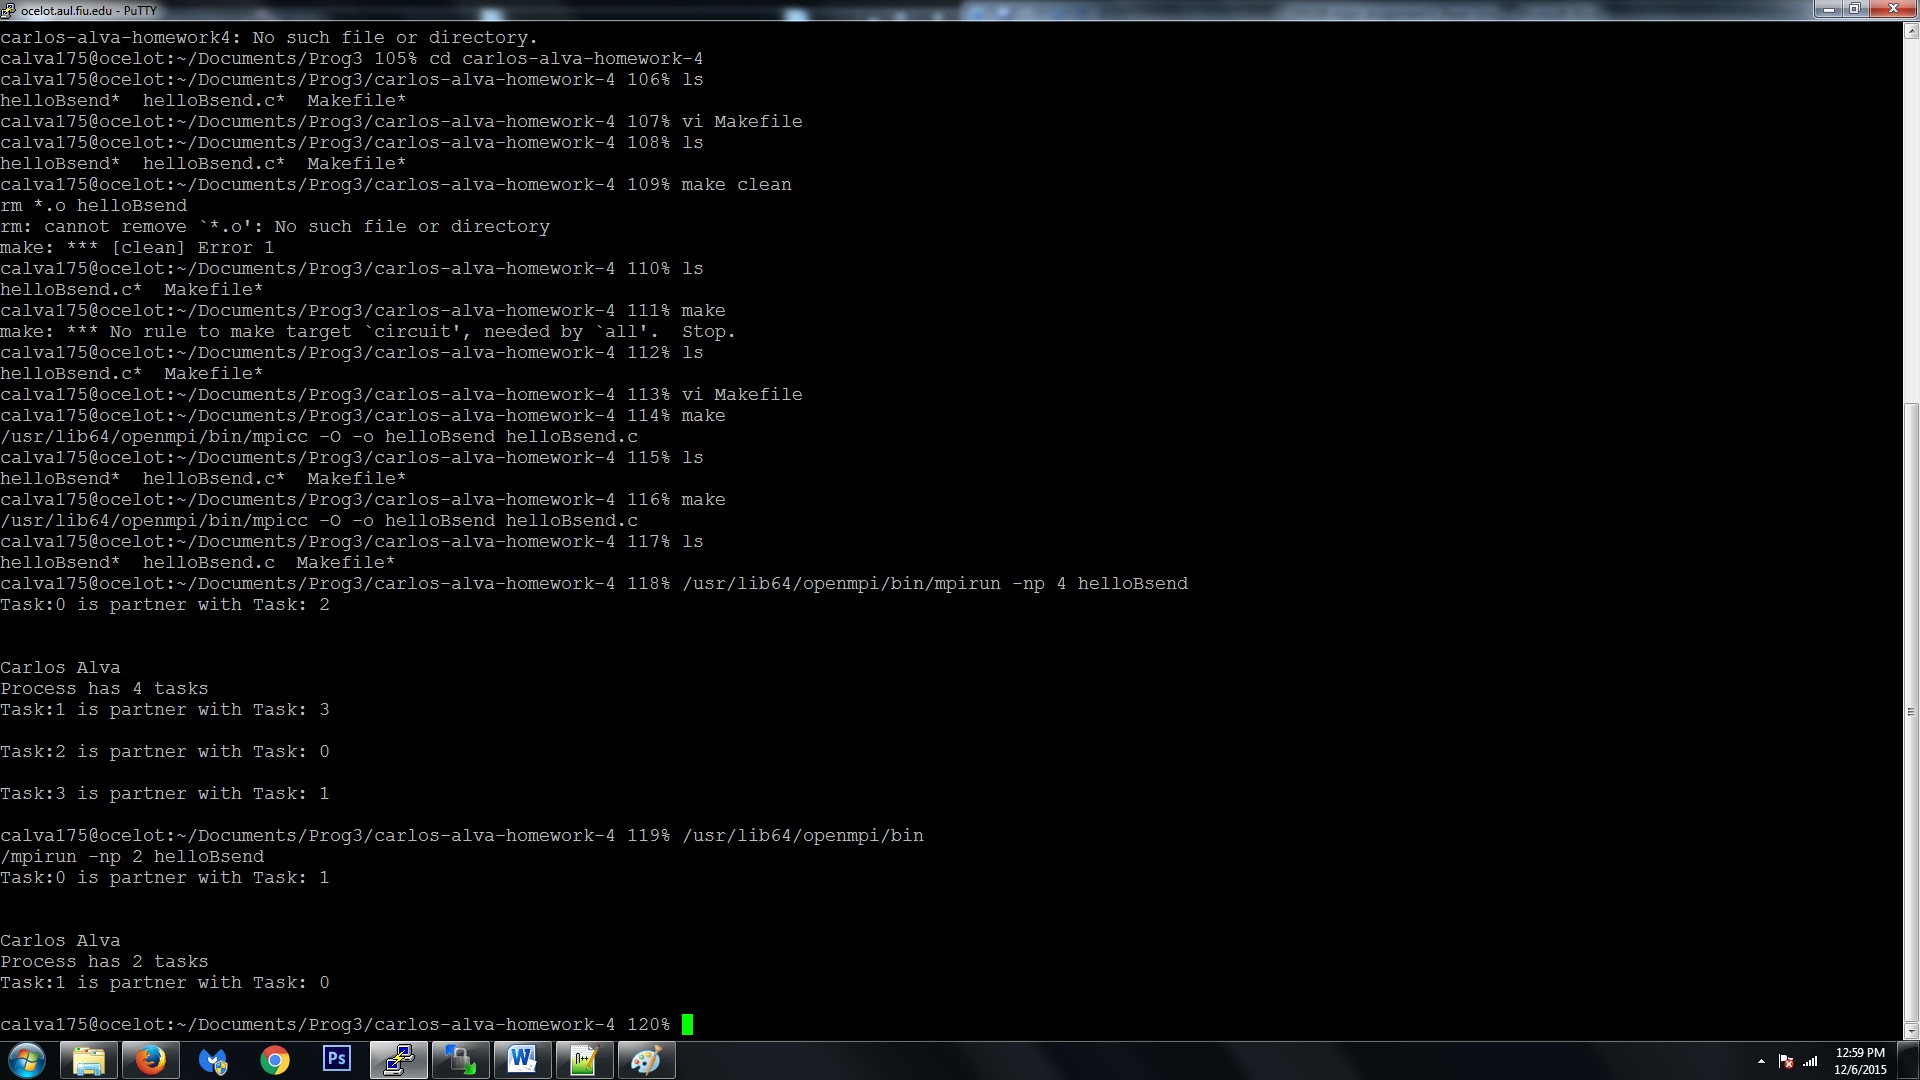 ocelot.aul.fiu.edu - PuTTY
carlos-alva-homework4: No such file or directory.
calva175@ocelot:~/Documents/Prog3 105% cd carlos-alva-homework-4
calva175@ocelot:~/Documents/Prog3/carlos-alva-homework-4 106% ls
helloBsend*  helloBsend.c*  Makefile*
calva175@ocelot:~/Documents/Prog3/carlos-alva-homework-4 107% vi Makefile
calva175@ocelot:~/Documents/Prog3/carlos-alva-homework-4 108% ls
helloBsend*  helloBsend.c*  Makefile*
calva175@ocelot:~/Documents/Prog3/carlos-alva-homework-4 109% make clean
rm *.o helloBsend
rm: cannot remove `*.o': No such file or directory
make: *** [clean] Error 1
calva175@ocelot:~/Documents/Prog3/carlos-alva-homework-4 110% ls
helloBsend.c*  Makefile*
calva175@ocelot:~/Documents/Prog3/carlos-alva-homework-4 111% make
make: *** No rule to make target `circuit', needed by `all'.  Stop.
calva175@ocelot:~/Documents/Prog3/carlos-alva-homework-4 112% ls
helloBsend.c*  Makefile*
calva175@ocelot:~/Documents/Prog3/carlos-alva-homework-4 113% vi Makefile
calva175@ocelot:~/Documents/Prog3/carlos-alva-homework-4 114% make
/usr/lib64/openmpi/bin/mpicc -O -o helloBsend helloBsend.c
calva175@ocelot:~/Documents/Prog3/carlos-alva-homework-4 115% ls
helloBsend*  helloBsend.c*  Makefile*
calva175@ocelot:~/Documents/Prog3/carlos-alva-homework-4 116% make
/usr/lib64/openmpi/bin/mpicc -O -o helloBsend helloBsend.c
calva175@ocelot:~/Documents/Prog3/carlos-alva-homework-4 117% ls
helloBsend*  helloBsend.c  Makefile*
calva175@ocelot:~/Documents/Prog3/carlos-alva-homework-4 118% /usr/lib64/openmpi/bin/mpirun -np 4 helloBsend
Task:0 is partner with Task: 2
Carlos Alva
Process has 4 tasks
Task:1 is partner with Task: 3
Task:2 is partner with Task: 0
Task:3 is partner with Task: 1
calva175@ocelot:~/Documents/Prog3/carlos-alva-homework-4 119% /usr/lib64/openmpi/bin
/mpirun -np 2 helloBsend
Task:0 is partner with Task: 1
Carlos Alva
Process has 2 tasks
Task:1 is partner with Task: 0
calva175@ocelot:~/Documents/Prog3/carlos-alva-homework-4 120%
Ps
W
12:59 PM
12/6/2015